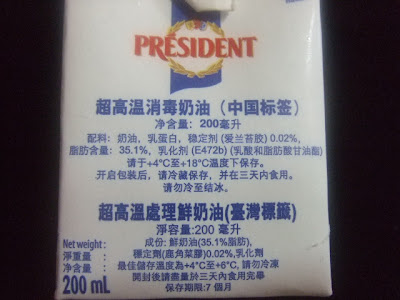 PRÉSIDENT
超高温消毒奶油（中国标签）
净含量：200毫升
配料：奶油，乳蛋白，稳定剂 (爱兰苔胶) 0.02%,
脂肪含量：35.1%, 乳化剂 (E472b) (乳酸和脂肪酸甘油酯)
请于+4°C至+18°C温度下保存。
开启包装后，请冷藏保存，并在三天内食用。
请勿冷至结冰。
超高溫處理鮮奶油(臺灣標籤)
淨容量:200 毫升
成份: 鮮奶油(35.1%脂肪),
穩定劑(鹿角菜膠)0.02%,乳化劑
最佳儲存溫度為+4°C至+6°C, 請勿冷凍
開封後請盡量於三天內食用完畢
保存期限:7 個月
Net weight:
淨重量：
净含量：
200 mL